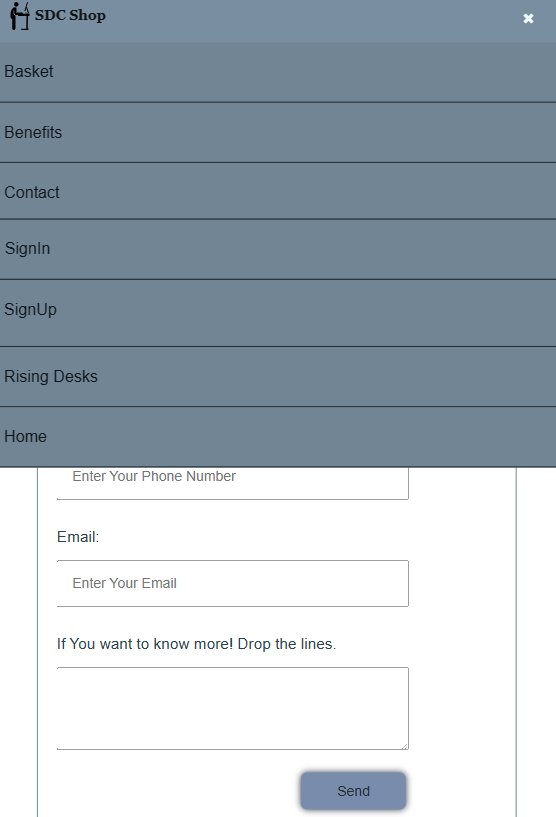 SDC Shop
Basket
Benefits
Contact
SignIn
SignUp
Rising Desks
Home
Enter Your Phone Number
Email:
Enter Your Email
If You want to know more! Drop the lines.
Send